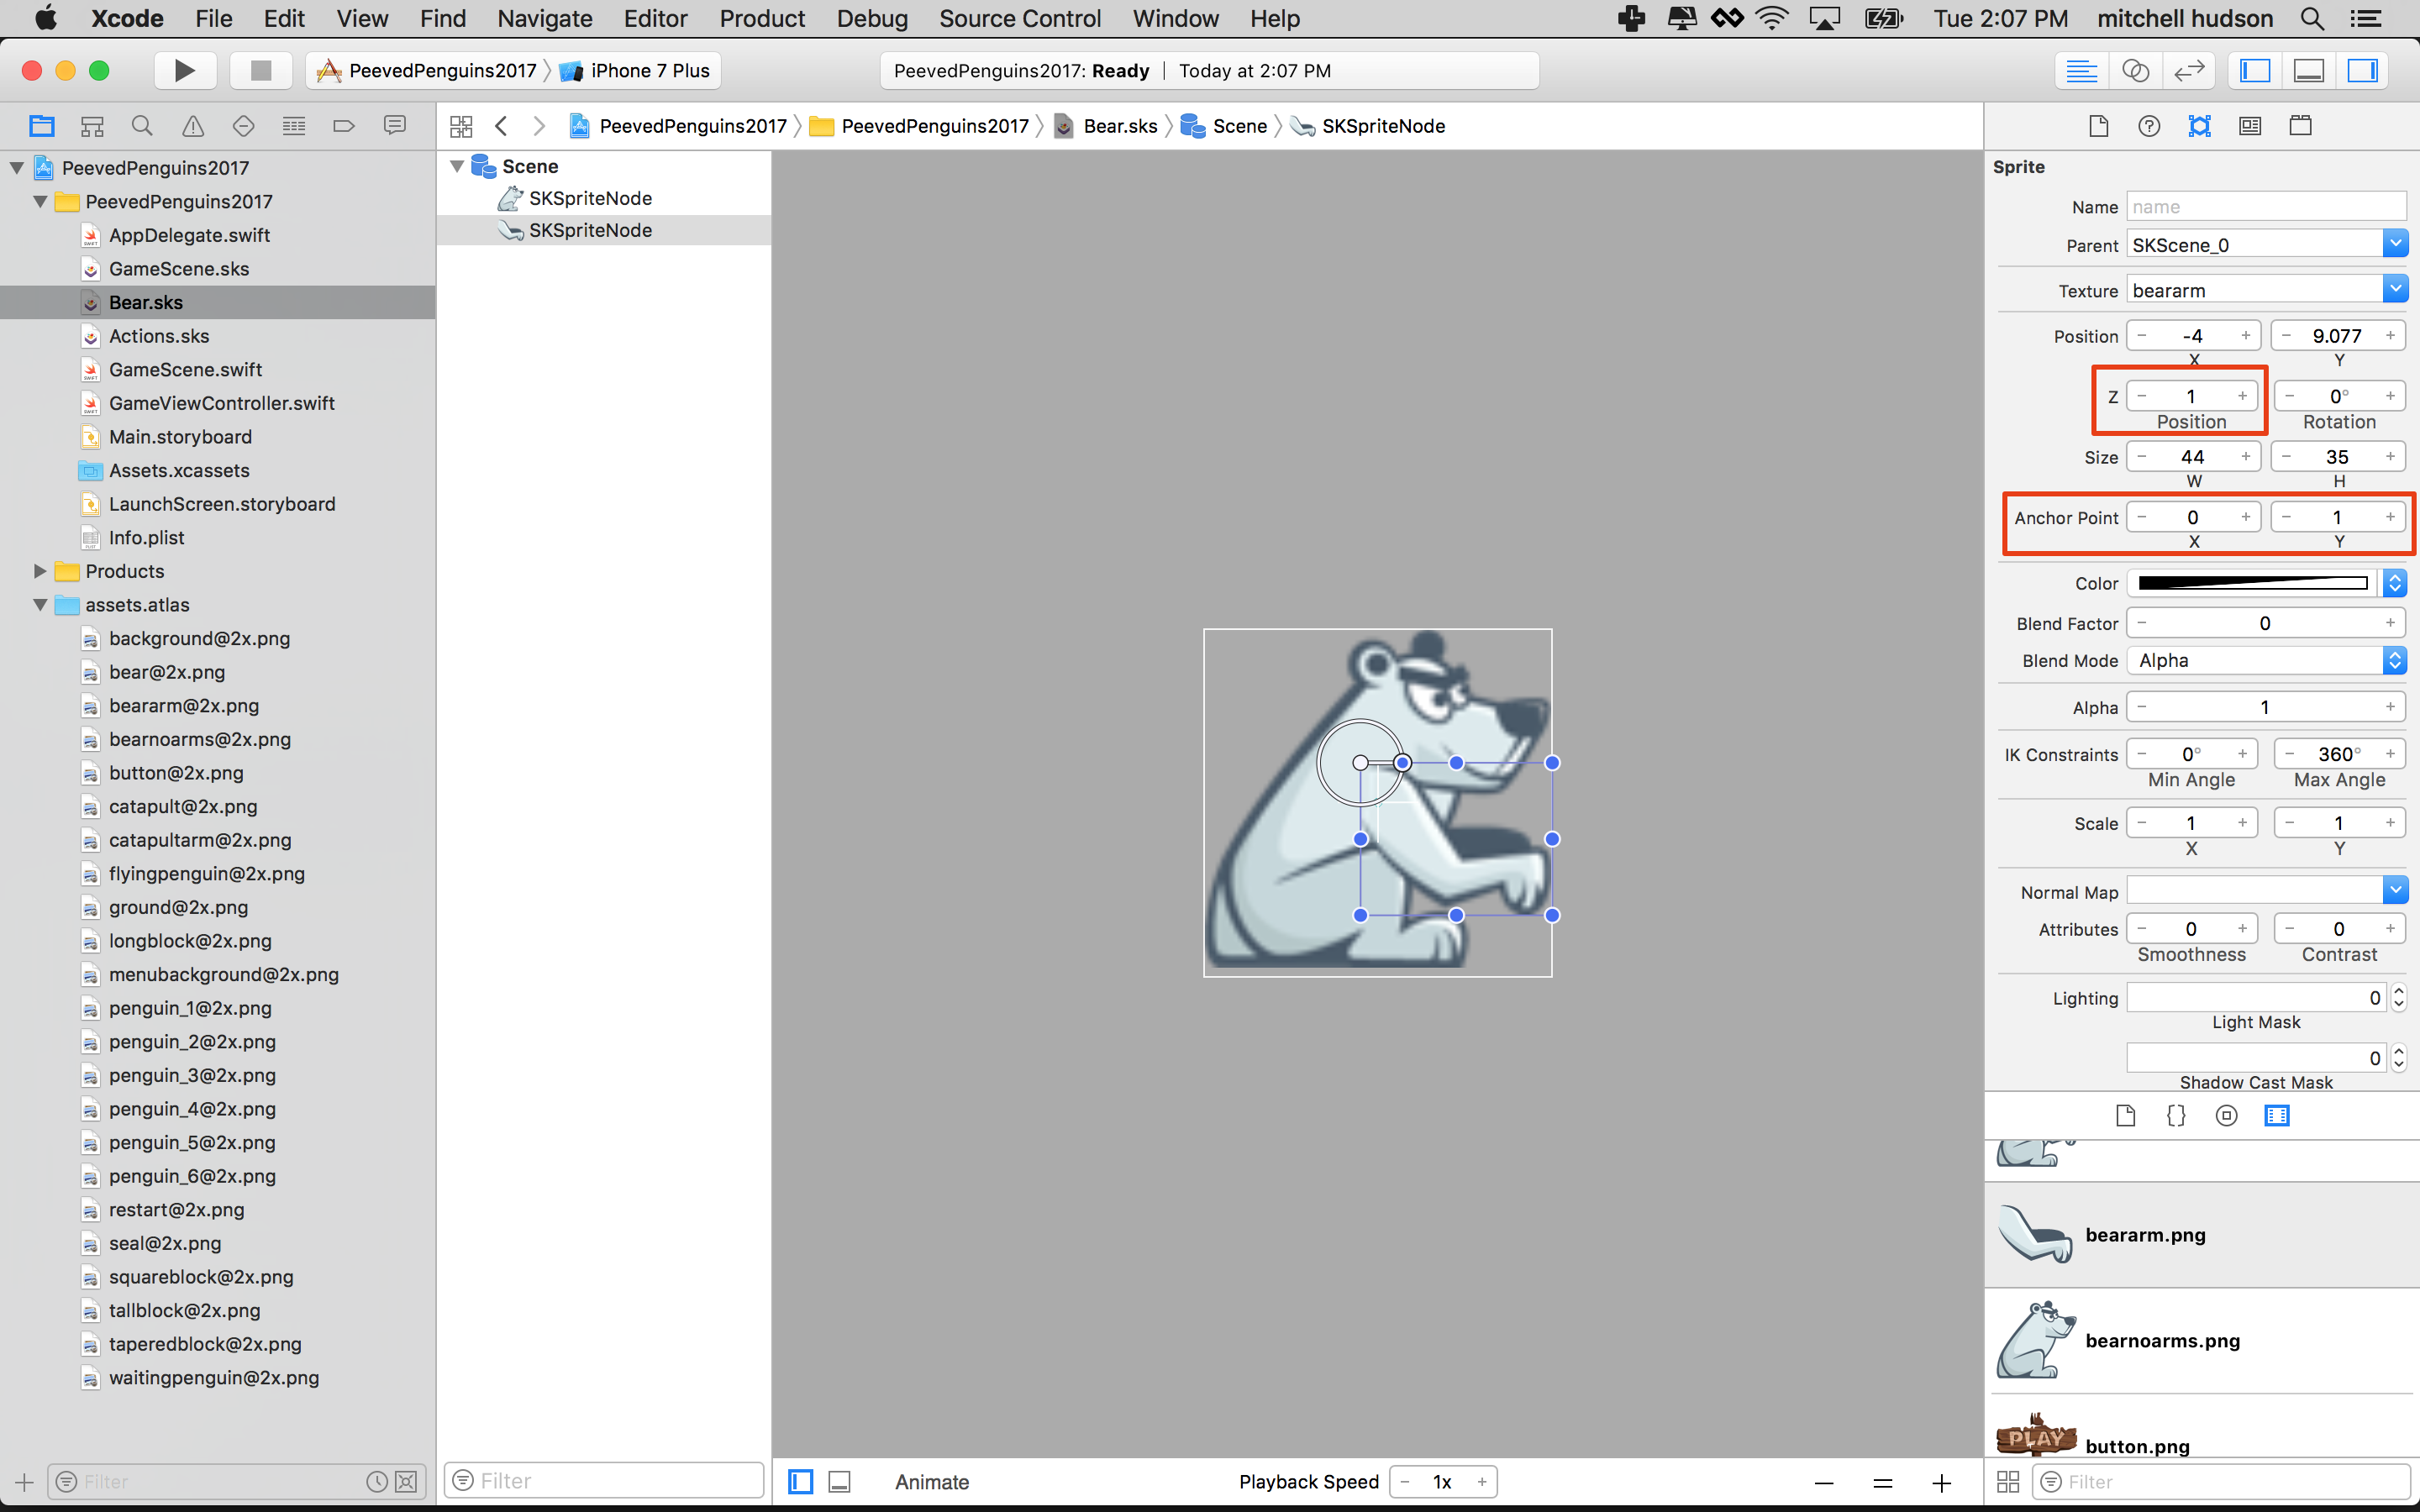 Xcode File Edit View Find Navigate Editor Product Debug Source Control Window Help Tue 2:07 PM mitchell hudson
PeevedPenguins2017 iPhone 7 Plus PeevedPenguins2017: Ready Today at 2:07 PM
PeevedPenguins2017 PeevedPenguins2017 Bear.sks Scene SKSpriteNode
PeevedPenguins2017
PeevedPenguins2017
AppDelegate.swift
GameScene.sks
Bear.sks
Actions.sks
GameScene.swift
GameViewController.swift
Main.storyboard
Assets.xcassets
LaunchScreen.storyboard
Info.plist
Products
assets.atlas
background@2x.png
bear@2x.png
beararm@2x.png
bearnoarms@2x.png
button@2x.png
catapult@2x.png
catapultarm@2x.png
flyingpenguin@2x.png
ground@2x.png
longblock@2x.png
menubackground@2x.png
penguin_1@2x.png
penguin_2@2x.png
penguin_3@2x.png
penguin_4@2x.png
penguin_5@2x.png
penguin_6@2x.png
restart@2x.png
seal@2x.png
squareblock@2x.png
tallblock@2x.png
taperedblock@2x.png
waitingpenguin@2x.png
Filter
Scene
SKSpriteNode
SKSpriteNode
Filter
Animate Playback Speed − 1x +
Sprite
Name name
Parent SKScene_0
Texture beararm
Position − -4 + − 9.077 +
X Y
Z − 1 + − 0° +
Position Rotation
Size − 44 + − 35 +
W H
Anchor Point − 0 + − 1 +
X Y
Color
Blend Factor − 0 +
Blend Mode Alpha
Alpha − 1 +
IK Constraints − 0° + − 360° +
Min Angle Max Angle
Scale − 1 + − 1 +
X Y
Normal Map
Attributes − 0 + − 0 +
Smoothness Contrast
Lighting 0
Light Mask
0
Shadow Cast Mask
{}
beararm.png
bearnoarms.png
PLAY button.png
Filter